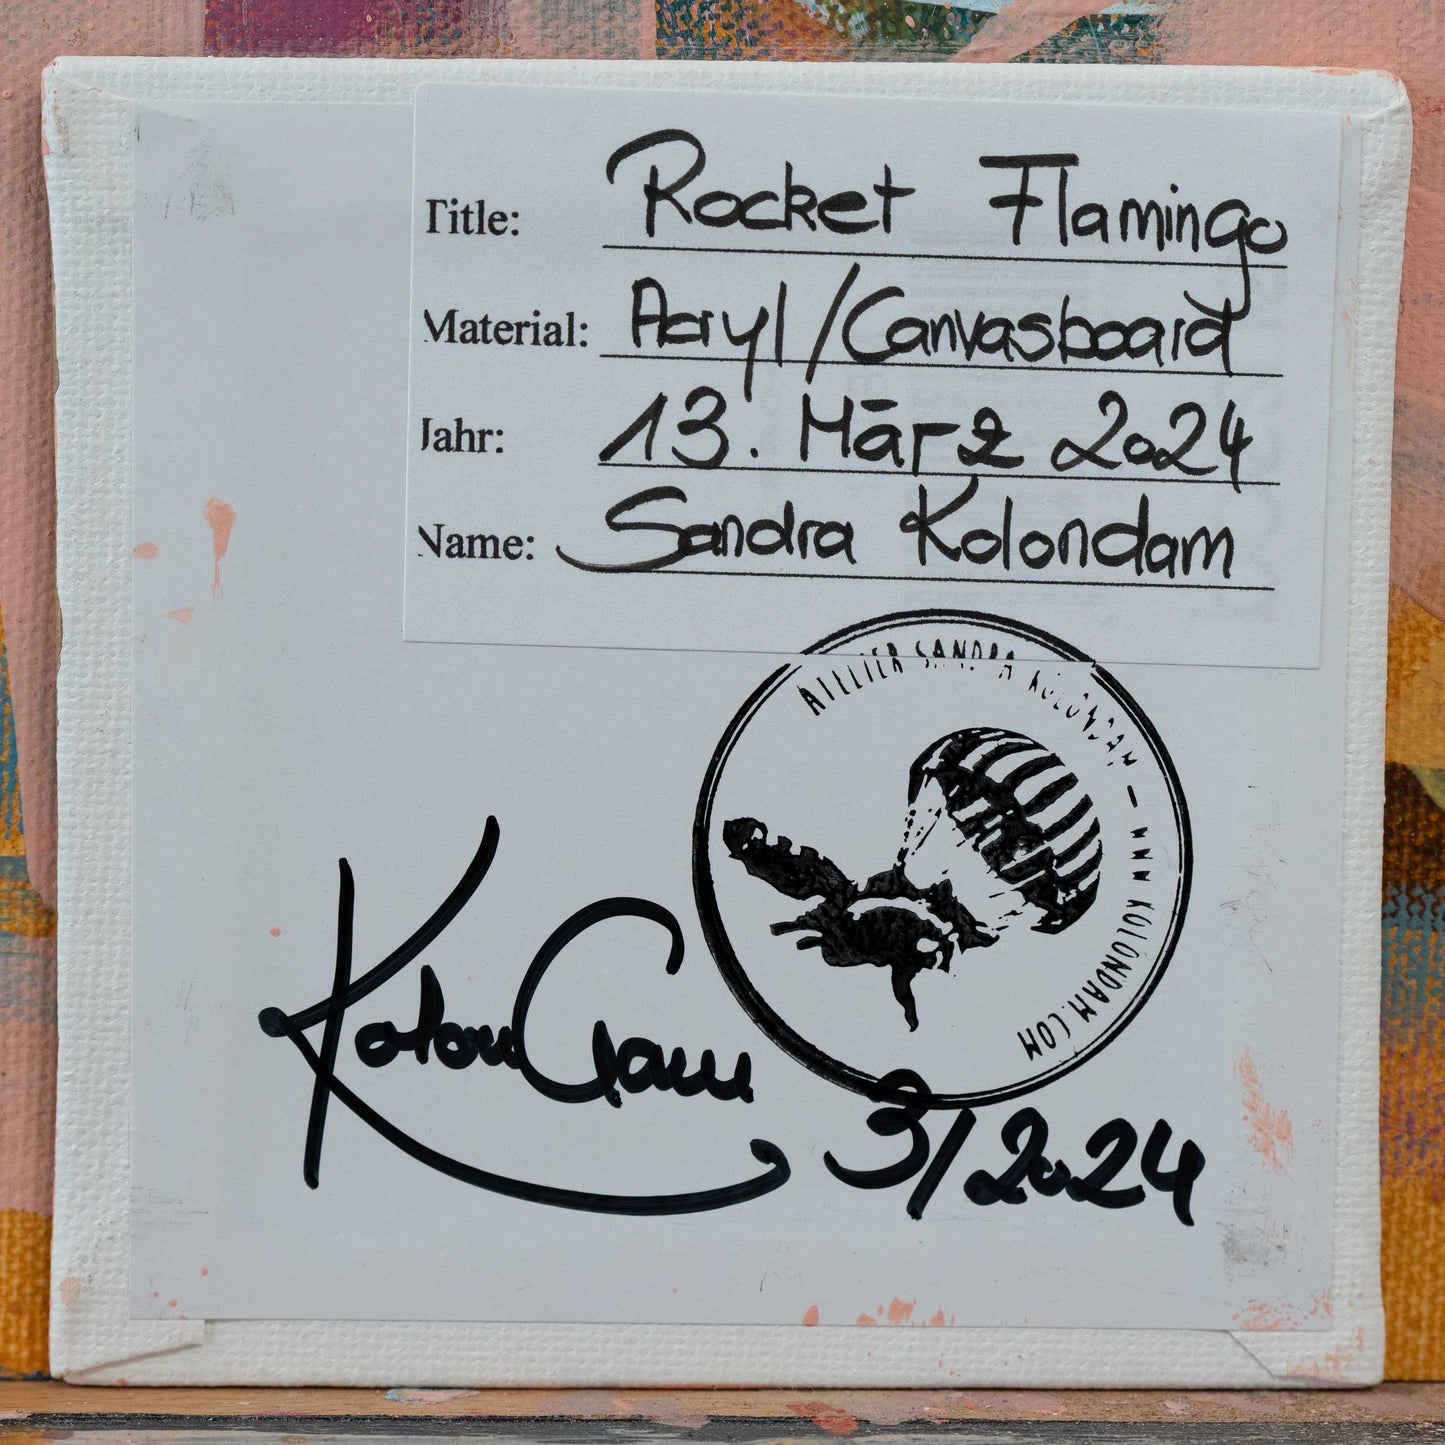 Title: Rocket Flamingo
Material: Acryl/Canvasboard
Jahr: 13. März 2024
Name: Sandra Kolondam
ATELIER SANDRA KOLONDAM – WWW.KOLONDAM.COM
Kolondam
3/2024